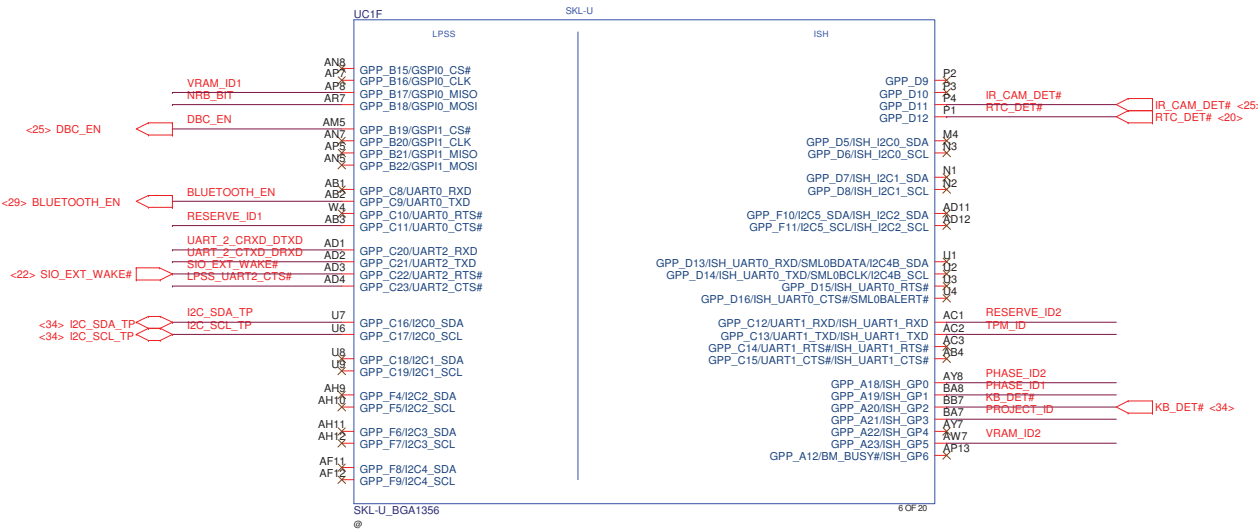 UC1F SKL-U
LPSS ISH
AN8 GPP_B15/GSPI0_CS#
AP7 GPP_B16/GSPI0_CLK
VRAM_ID1 AP8 GPP_B17/GSPI0_MISO
NRB_BIT AR7 GPP_B18/GSPI0_MOSI
<25> DBC_EN DBC_EN AM5 GPP_B19/GSPI1_CS#
AN7 GPP_B20/GSPI1_CLK
AP5 GPP_B21/GSPI1_MISO
AN5 GPP_B22/GSPI1_MOSI
AB1 GPP_C8/UART0_RXD
<29> BLUETOOTH_EN BLUETOOTH_EN AB2 GPP_C9/UART0_TXD
W4 GPP_C10/UART0_RTS#
RESERVE_ID1 AB3 GPP_C11/UART0_CTS#
UART_2_CRXD_DTXD AD1 GPP_C20/UART2_RXD
UART_2_CTXD_DRXD AD2 GPP_C21/UART2_TXD
<22> SIO_EXT_WAKE# SIO_EXT_WAKE# AD3 GPP_C22/UART2_RTS#
LPSS_UART2_CTS# AD4 GPP_C23/UART2_CTS#
<34> I2C_SDA_TP I2C_SDA_TP U7 GPP_C16/I2C0_SDA
<34> I2C_SCL_TP I2C_SCL_TP U6 GPP_C17/I2C0_SCL
U8 GPP_C18/I2C1_SDA
U9 GPP_C19/I2C1_SCL
AH9 GPP_F4/I2C2_SDA
AH10 GPP_F5/I2C2_SCL
AH11 GPP_F6/I2C3_SDA
AH12 GPP_F7/I2C3_SCL
AF11 GPP_F8/I2C4_SDA
AF12 GPP_F9/I2C4_SCL
GPP_D9 P2
GPP_D10 P3
GPP_D11 P4 IR_CAM_DET# IR_CAM_DET# <25>
GPP_D12 P1 RTC_DET# RTC_DET# <20>
GPP_D5/ISH_I2C0_SDA M4
GPP_D6/ISH_I2C0_SCL N3
GPP_D7/ISH_I2C1_SDA N1
GPP_D8/ISH_I2C1_SCL N2
GPP_F10/I2C5_SDA/ISH_I2C2_SDA AD11
GPP_F11/I2C5_SCL/ISH_I2C2_SCL AD12
GPP_D13/ISH_UART0_RXD/SML0BDATA/I2C4B_SDA U1
GPP_D14/ISH_UART0_TXD/SML0BCLK/I2C4B_SCL U2
GPP_D15/ISH_UART0_RTS# U3
GPP_D16/ISH_UART0_CTS#/SML0BALERT# U4
GPP_C12/UART1_RXD/ISH_UART1_RXD AC1 RESERVE_ID2
GPP_C13/UART1_TXD/ISH_UART1_TXD AC2 TPM_ID
GPP_C14/UART1_RTS#/ISH_UART1_RTS# AC3
GPP_C15/UART1_CTS#/ISH_UART1_CTS# AB4
GPP_A18/ISH_GP0 AY8 PHASE_ID2
GPP_A19/ISH_GP1 BA8 PHASE_ID1
GPP_A20/ISH_GP2 BB7 KB_DET# KB_DET# <34>
GPP_A21/ISH_GP3 BA7 PROJECT_ID
GPP_A22/ISH_GP4 AY7
GPP_A23/ISH_GP5 AW7 VRAM_ID2
GPP_A12/BM_BUSY#/ISH_GP6 AP13
SKL-U_BGA1356 6 OF 20
@